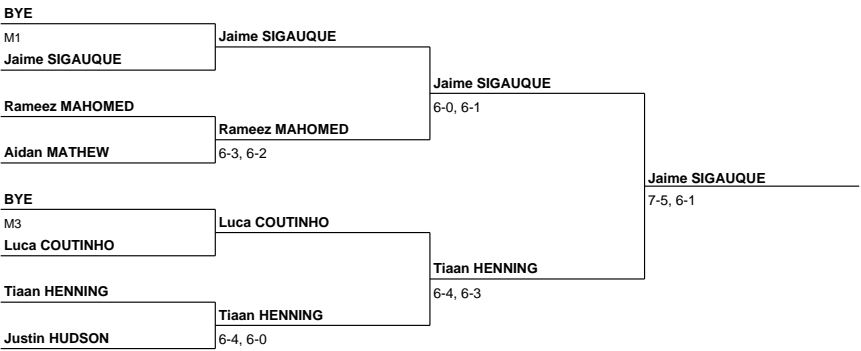 BYE
M1
Jaime SIGAUQUE
Jaime SIGAUQUE
Rameez MAHOMED
Aidan MATHEW
Rameez MAHOMED
6-3, 6-2
Jaime SIGAUQUE
6-0, 6-1
BYE
M3
Luca COUTINHO
Luca COUTINHO
Tiaan HENNING
Justin HUDSON
Tiaan HENNING
6-4, 6-0
Tiaan HENNING
6-4, 6-3
Jaime SIGAUQUE
7-5, 6-1